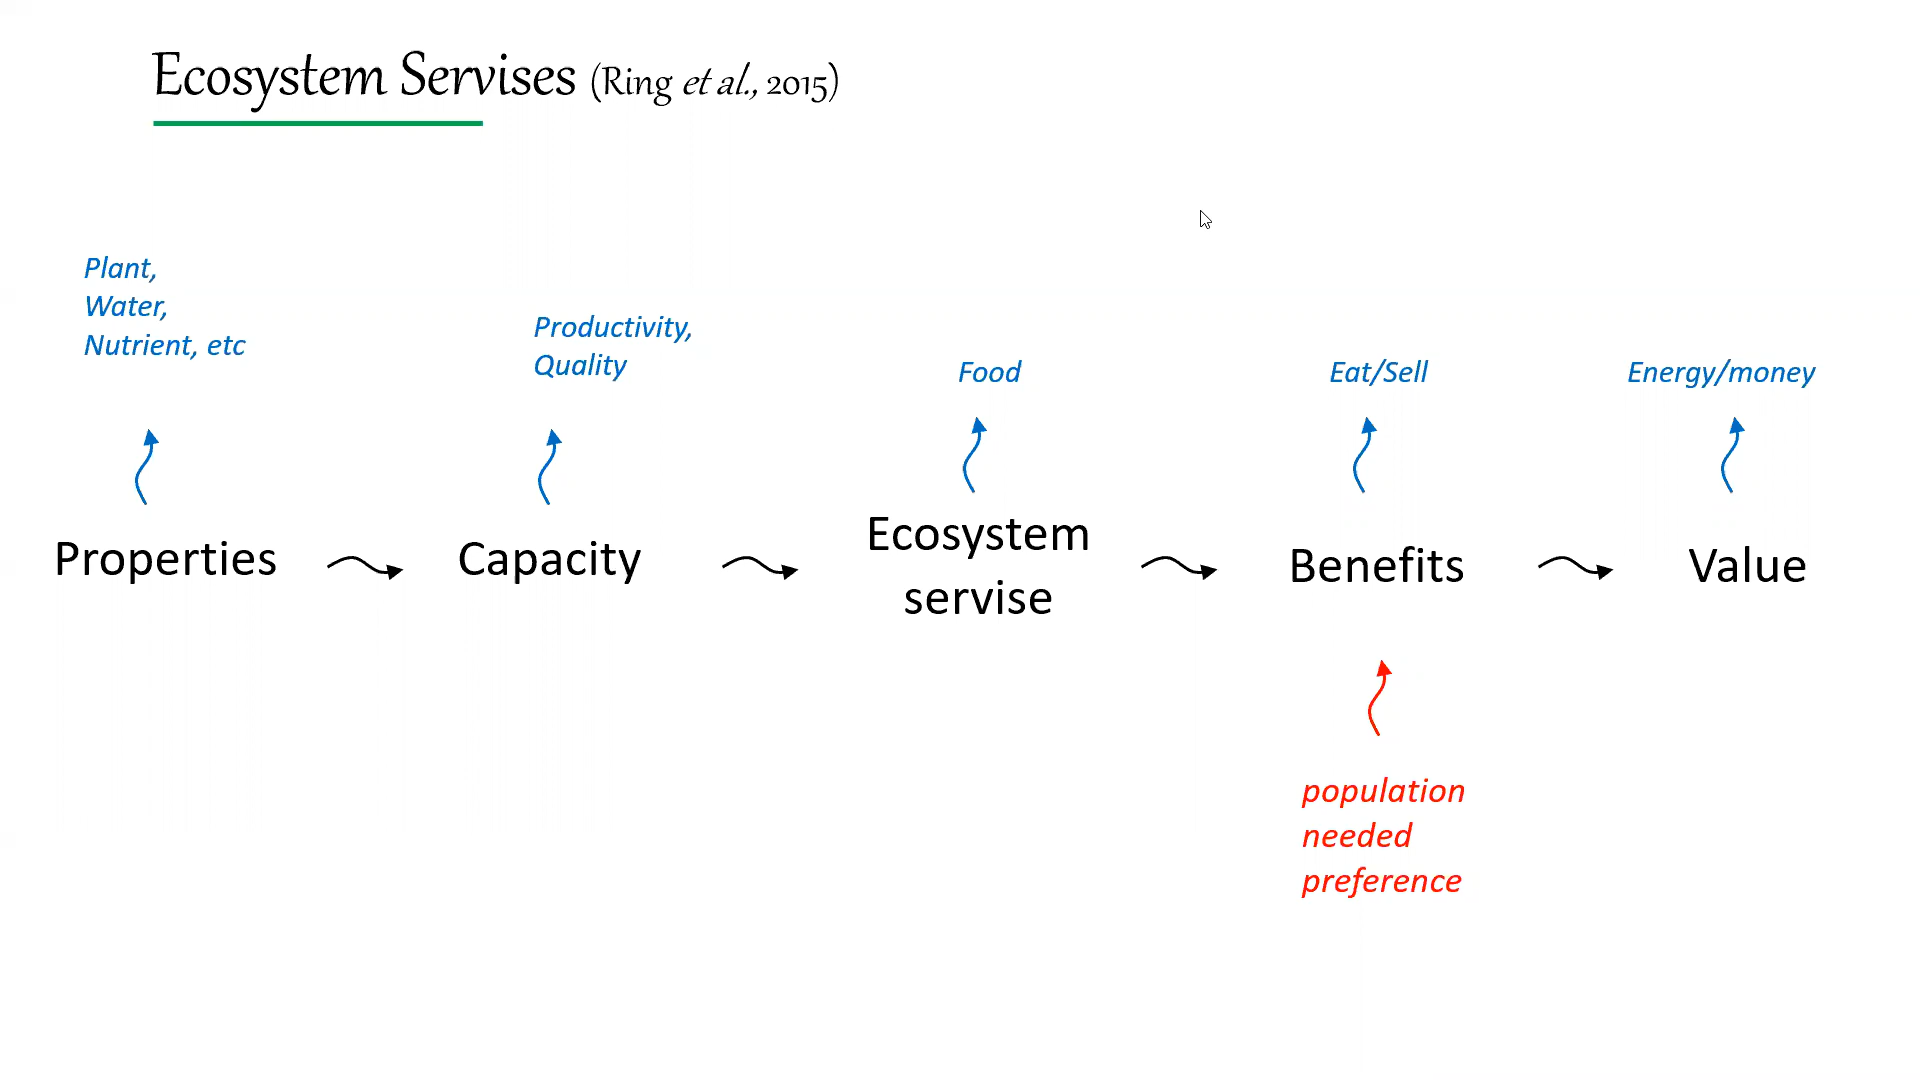 Ecosystem Servises (Ring et al., 2015)
Plant,
Water,
Nutrient, etc
Productivity,
Quality
Food
Eat/Sell
Energy/money
Properties
Capacity
Ecosystem
servise
Benefits
Value
population
needed
preference